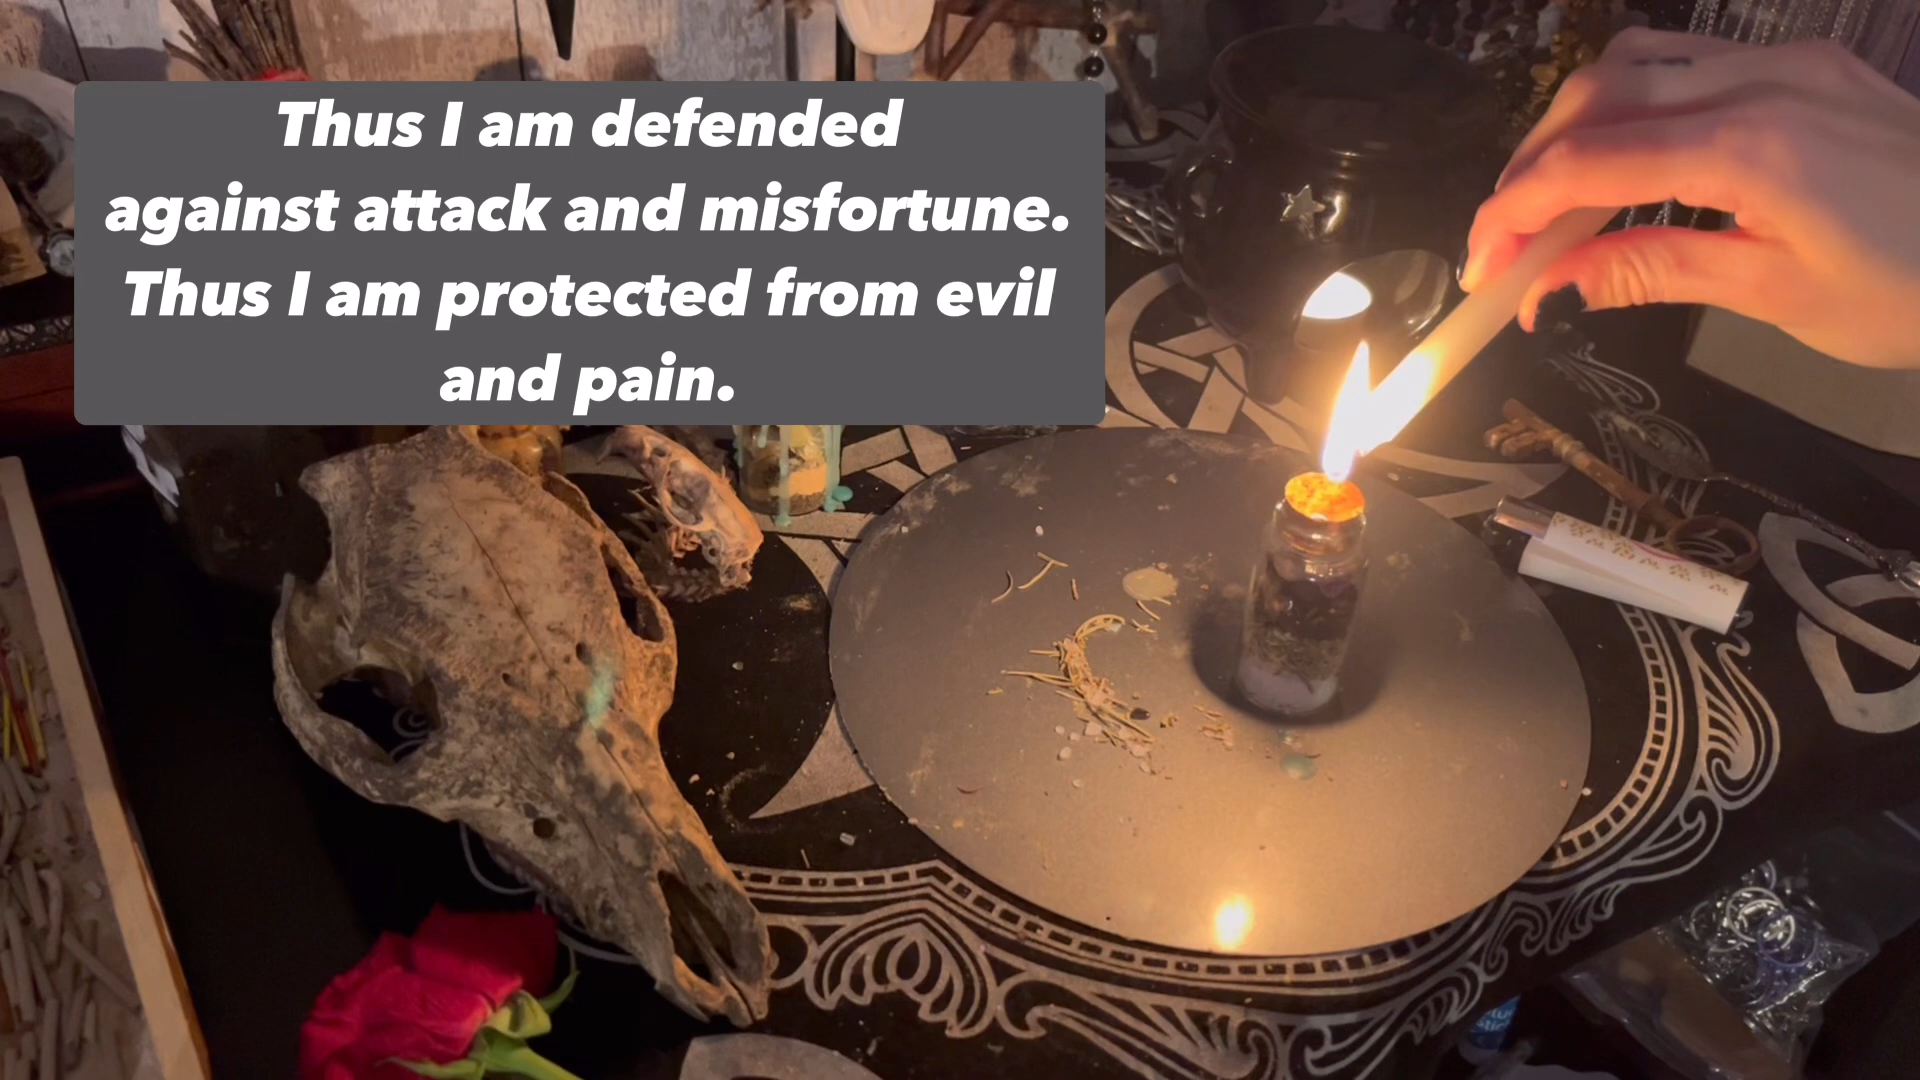 Thus I am defended
against attack and misfortune.
Thus I am protected from evil
and pain.